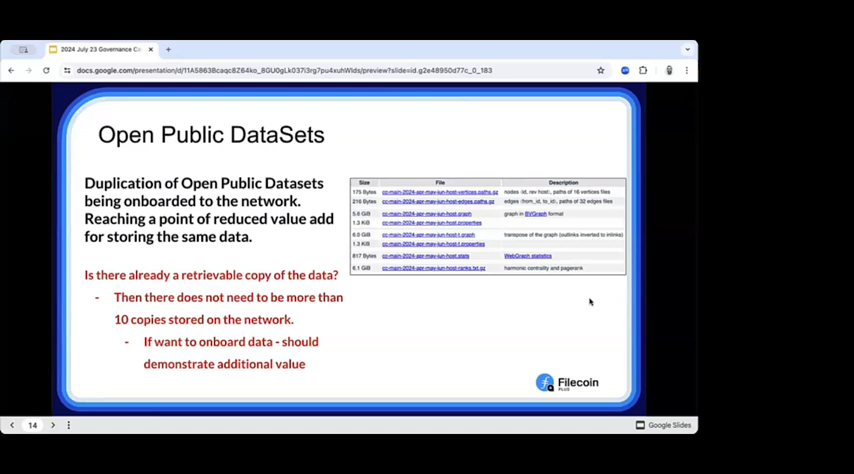 2024 July 23 Governance Ca
docs.google.com/presentation/d/11A5863Bcaqc8Z64ko_8GU0gLk037i3rg7pu4xuhWids/preview?slide=id.g2e48950d77c_0_183
Open Public DataSets
Duplication of Open Public Datasets
being onboarded to the network.
Reaching a point of reduced value add
for storing the same data.
Is there already a retrievable copy of the data?
- Then there does not need to be more than
10 copies stored on the network.
- If want to onboard data - should
demonstrate additional value
Size File Description
175 Bytes cc-main-2024-apr-may-jun-host-vertices.paths.gz nodes ⟨id, rev host⟩, paths of 16 vertices files
216 Bytes cc-main-2024-apr-may-jun-host-edges.paths.gz edges ⟨from_id, to_id⟩, paths of 32 edges files
5.6 GiB cc-main-2024-apr-may-jun-host.graph graph in BVGraph format
1.3 KiB cc-main-2024-apr-may-jun-host.properties
6.0 GiB cc-main-2024-apr-may-jun-host-t.graph transpose of the graph (outlinks inverted to inlinks)
1.3 KiB cc-main-2024-apr-may-jun-host-t.properties
817 Bytes cc-main-2024-apr-may-jun-host.stats WebGraph statistics
6.1 GiB cc-main-2024-apr-may-jun-host-ranks.txt.gz harmonic centrality and pagerank
Filecoin
PLUS
14
Google Slides